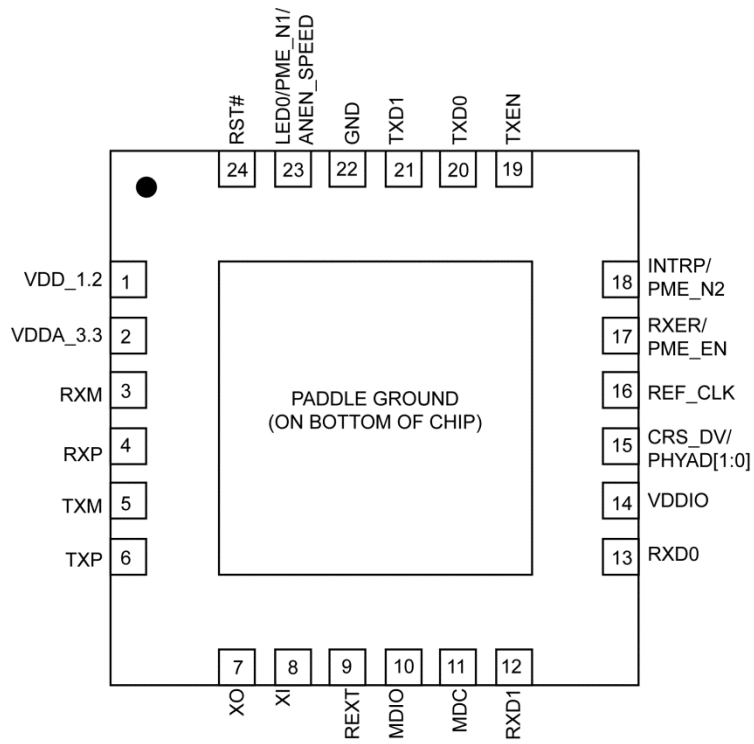 RST#
LED0/PME_N1/
ANEN_SPEED
GND
TXD1
TXD0
TXEN
24
23
22
21
20
19
VDD_1.2
1
VDDA_3.3
2
RXM
3
RXP
4
TXM
5
TXP
6
PADDLE GROUND
(ON BOTTOM OF CHIP)
18
INTRP/
PME_N2
17
RXER/
PME_EN
16
REF_CLK
15
CRS_DV/
PHYAD[1:0]
14
VDDIO
13
RXD0
7
8
9
10
11
12
XO
XI
REXT
MDIO
MDC
RXD1